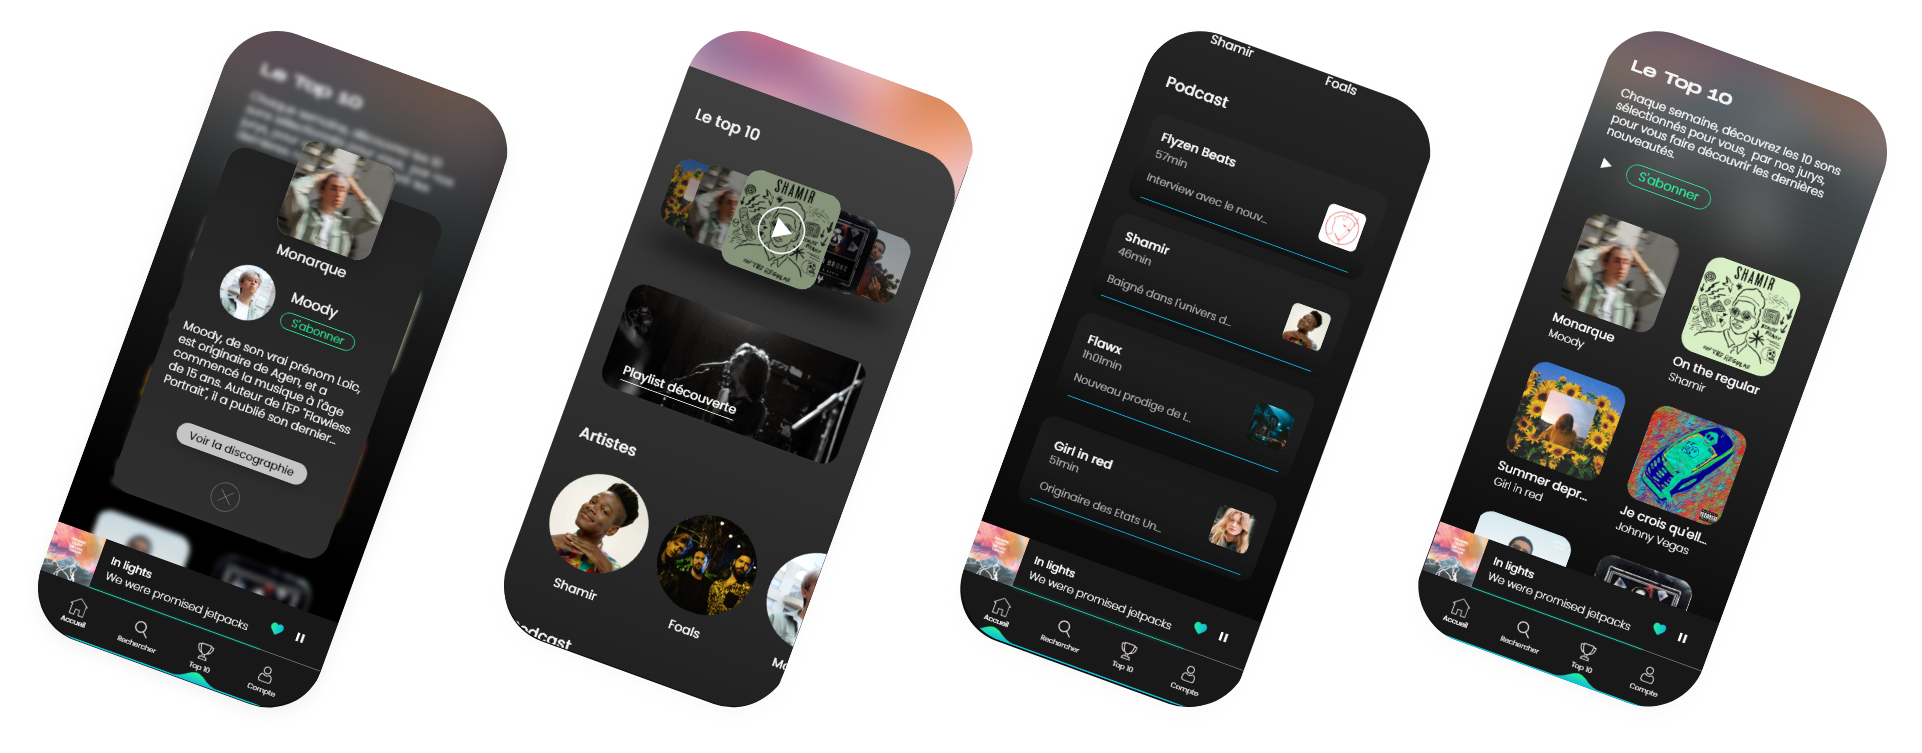 Le Top 10
Monarque
Moody
S'abonner
Moody, de son vrai prénom Loïc,
est originaire de Agen, et a
commencé la musique à l'âge
de 15 ans. Auteur de l'EP "Flawless
Portrait", il a publié son dernier...
Voir la discographie
In lights
We were promised jetpacks
Accueil
Rechercher
Top 10
Compte
Le top 10
SHAMIR
Playlist découverte
Artistes
Shamir
Foals
Shamir
Foals
Podcast
Flyzen Beats
57min
Interview avec le nouv...
Shamir
46min
Baigné dans l'univers d...
Flawx
1h01min
Nouveau prodige de l...
Girl in red
51min
Originaire des Etats Un...
In lights
We were promised jetpacks
Accueil
Rechercher
Top 10
Compte
Le Top 10
Chaque semaine, découvrez les 10 sons
sélectionnés pour vous, par nos jurys,
pour vous faire découvrir les dernières
nouveautés.
S'abonner
Monarque
Moody
SHAMIR
On the regular
Shamir
Summer depr...
Girl in red
Je crois qu'ell...
Johnny Vegas
In lights
We were promised jetpacks
Accueil
Rechercher
Top 10
Compte